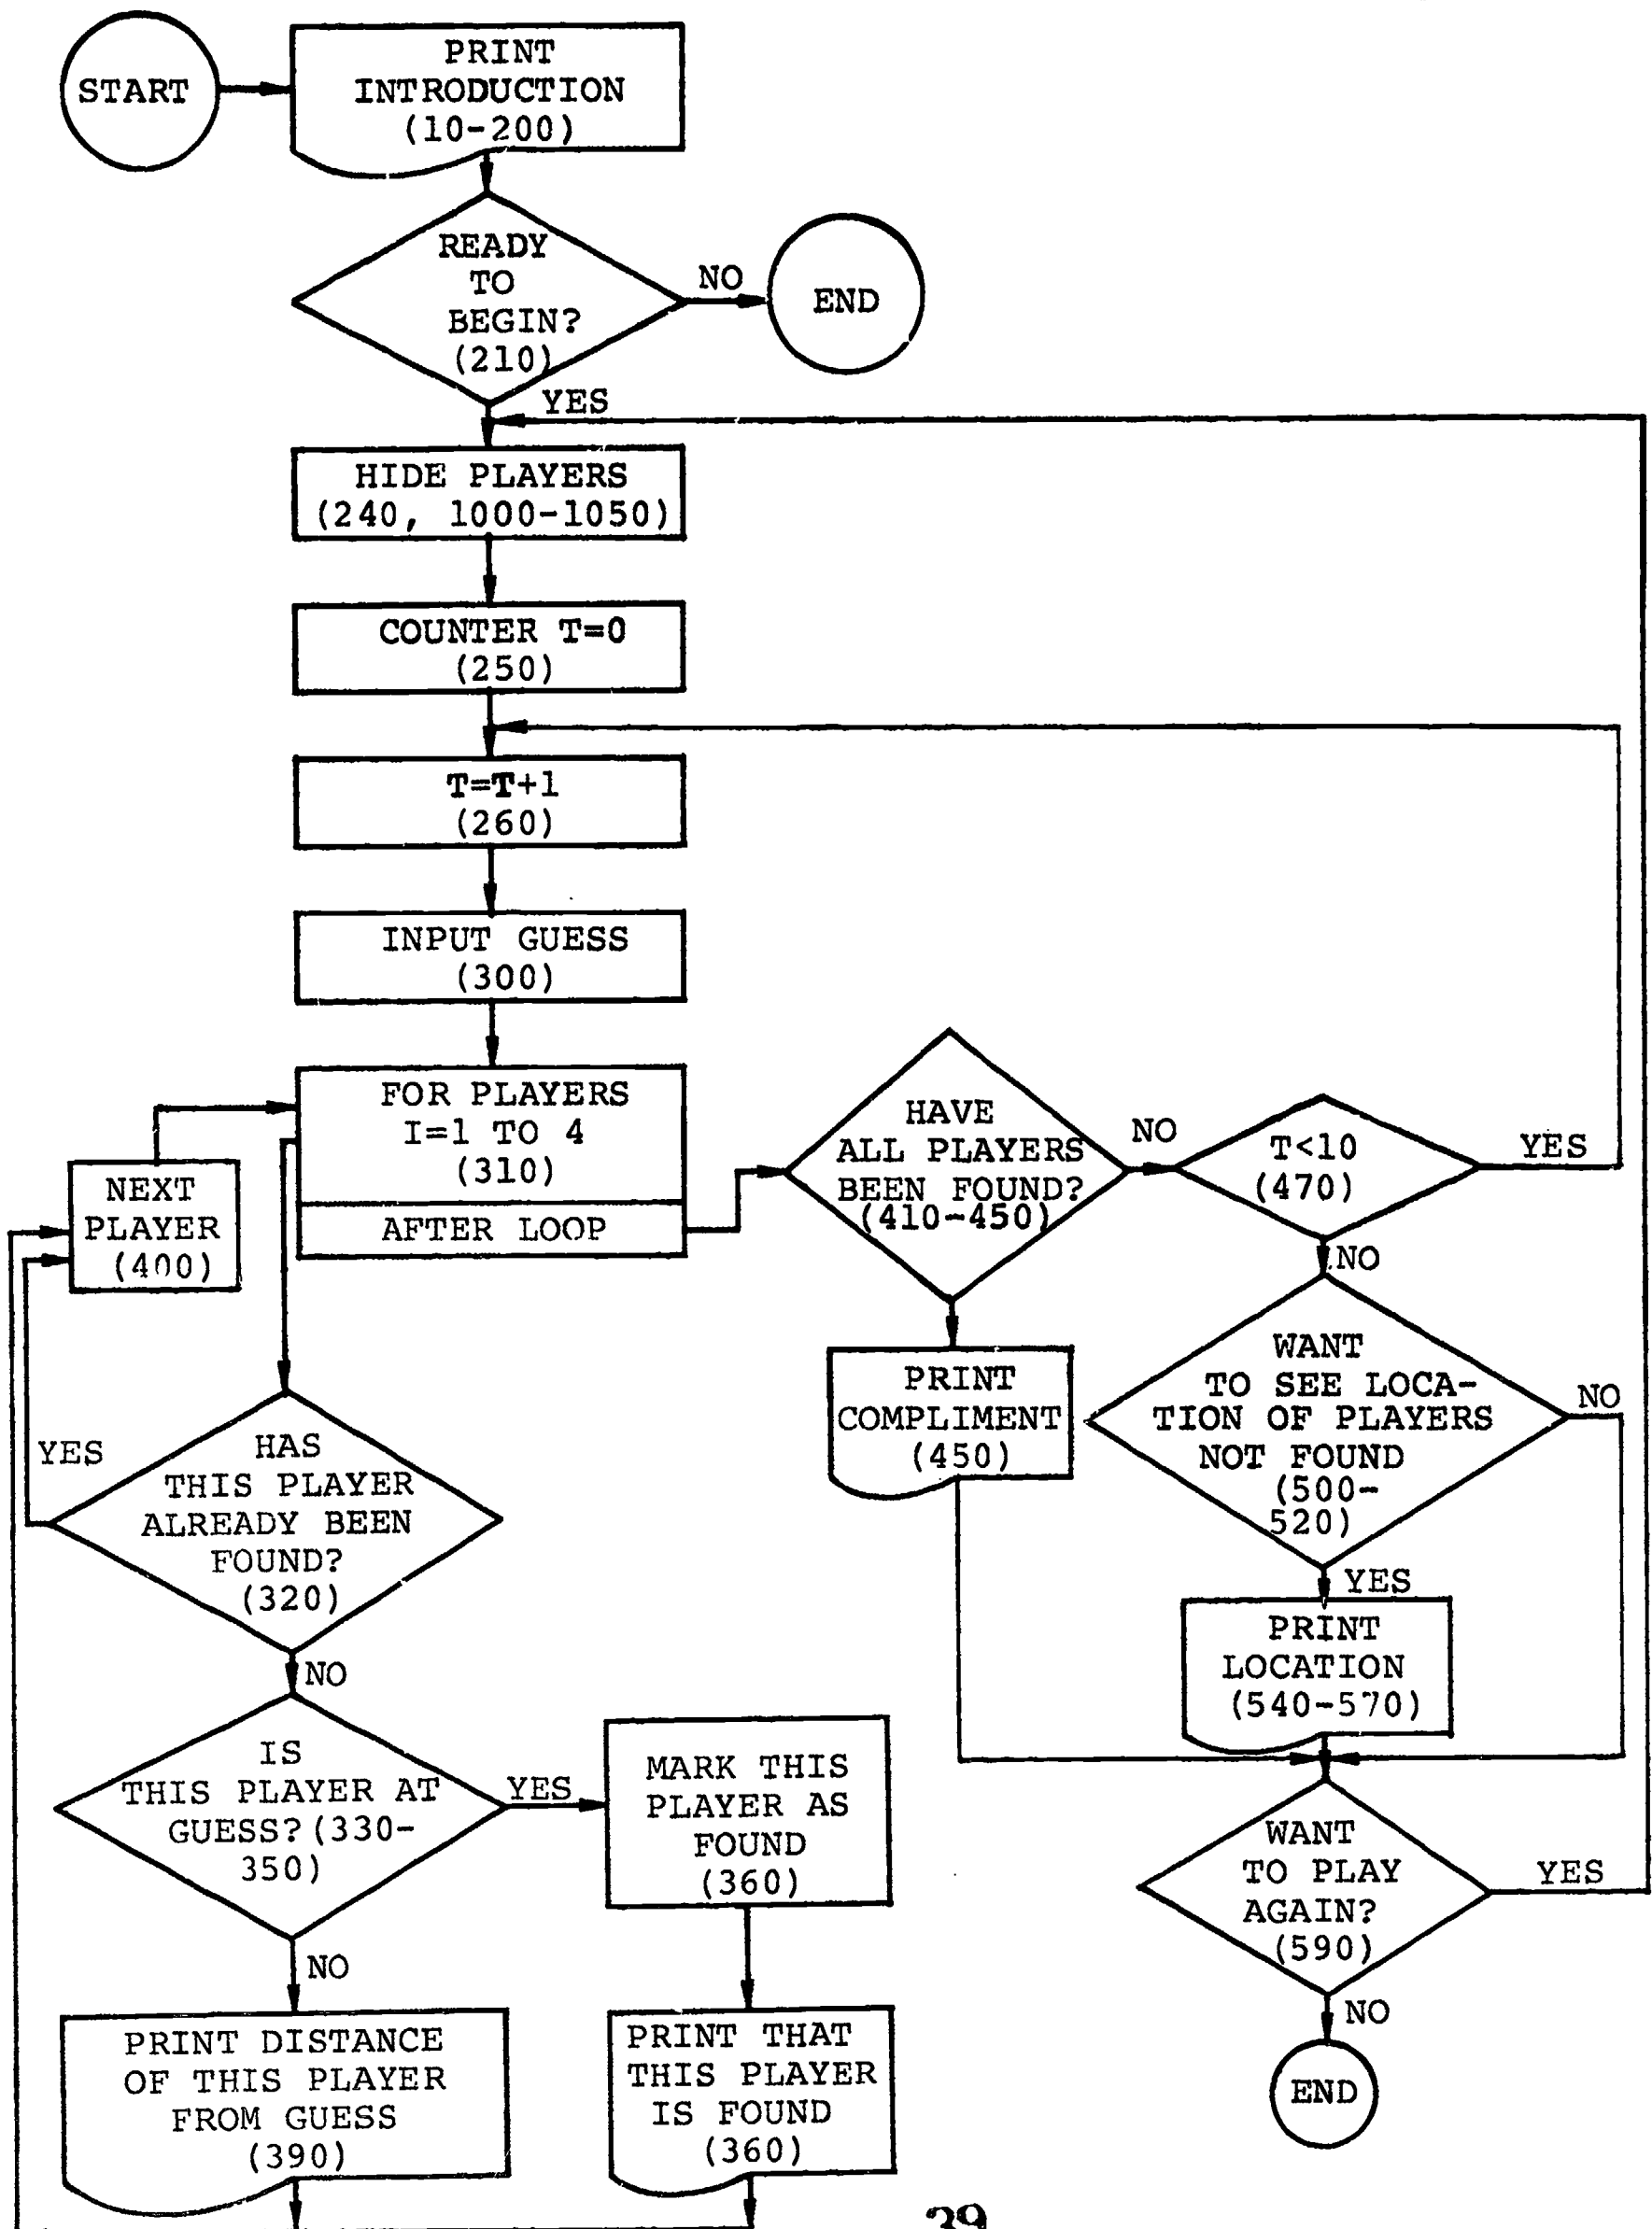 START
PRINT
INTRODUCTION
(10-200)
READY
TO
BEGIN?
(210)
NO
END
YES
HIDE PLAYERS
(240, 1000-1050)
COUNTER T=0
(250)
T=T+1
(260)
INPUT GUESS
(300)
FOR PLAYERS
I=1 TO 4
(310)
AFTER LOOP
NEXT
PLAYER
(400)
HAVE
ALL PLAYERS
BEEN FOUND?
(410-450)
NO
T<10
(470)
YES
NO
PRINT
COMPLIMENT
(450)
WANT
TO SEE LOCA-
TION OF PLAYERS
NOT FOUND
(500-
520)
NO
YES
PRINT
LOCATION
(540-570)
YES
HAS
THIS PLAYER
ALREADY BEEN
FOUND?
(320)
NO
IS
THIS PLAYER AT
GUESS?(330-
350)
YES
MARK THIS
PLAYER AS
FOUND
(360)
WANT
TO PLAY
AGAIN?
(590)
YES
NO
END
NO
PRINT DISTANCE
OF THIS PLAYER
FROM GUESS
(390)
PRINT THAT
THIS PLAYER
IS FOUND
(360)
39